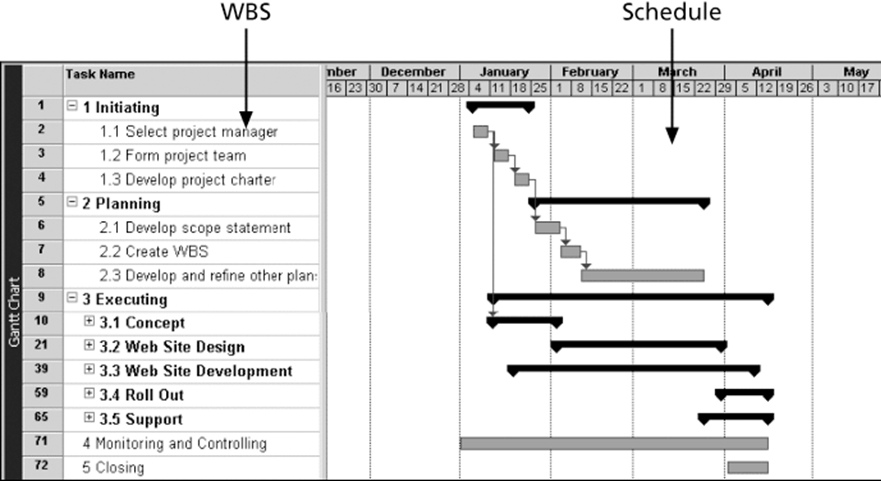 WBS Schedule
Task Name mber December January February March April May
16 23 30 7 14 21 28 4 11 18 25 1 8 15 22 1 8 15 22 29 5 12 19 26 3 10 17
1 1 Initiating
2 1.1 Select project manager
3 1.2 Form project team
4 1.3 Develop project charter
5 2 Planning
6 2.1 Develop scope statement
7 2.2 Create WBS
8 2.3 Develop and refine other plan:
9 3 Executing
10 3.1 Concept
21 3.2 Web Site Design
39 3.3 Web Site Development
59 3.4 Roll Out
65 3.5 Support
71 4 Monitoring and Controlling
72 5 Closing
Gantt Chart